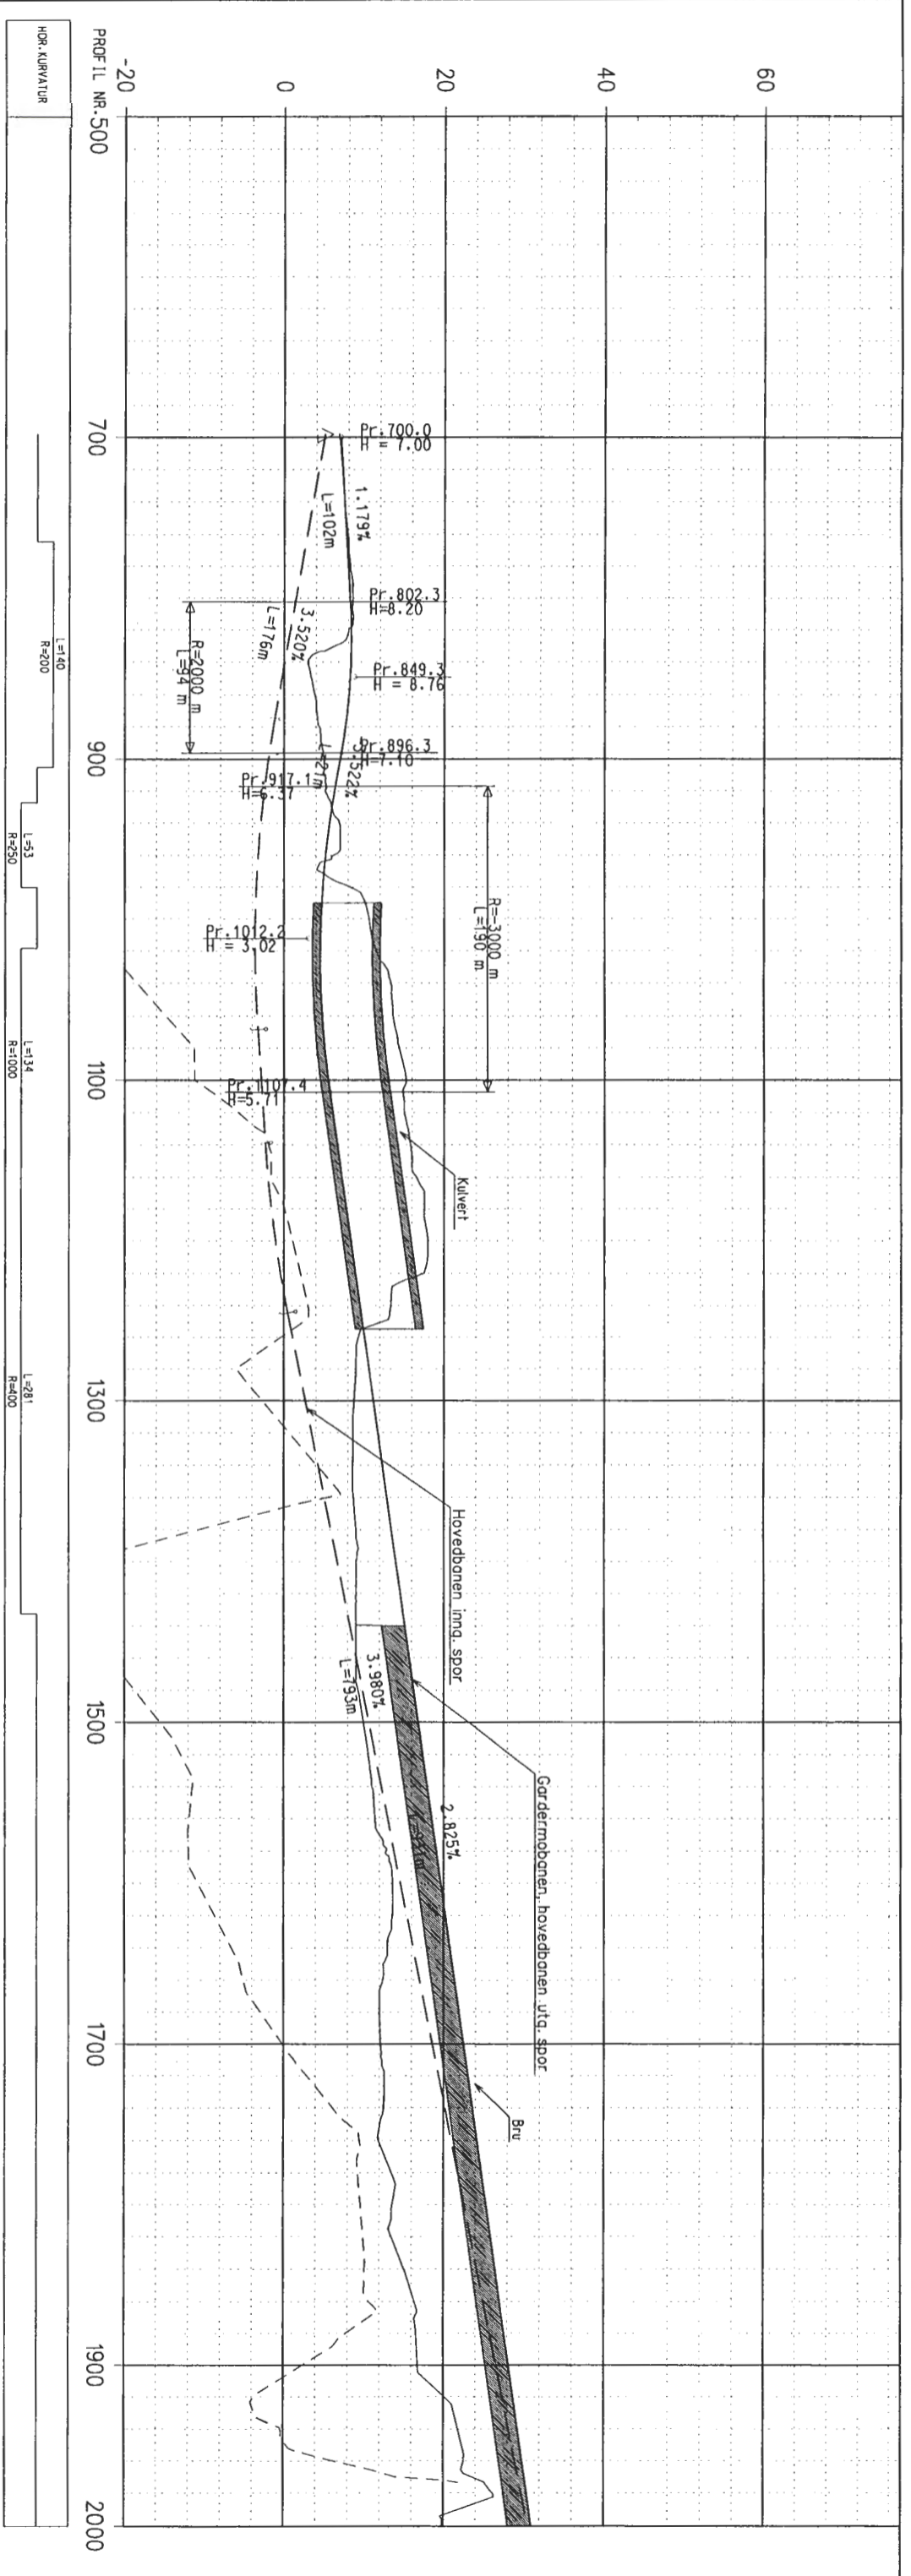 60
40
20
0
-20
PROFIL NR.
500
700
900
1100
1300
1500
1700
1900
2000
Pr.700.0
H = 7.00
1.179%
L=102m
Pr.802.3
H=8.20
3.520%
L=176m
R=2000 m
L=94 m
Pr.849.3
H = 8.76
Pr.896.3
H=7.10
3.522%
L=21m
Pr.917.1
H=6.37
R=-3000 m
L=190 m
Pr.1012.2
H = 3.02
Pr.1107.4
H=5.71
Kulvert
Hovedbanen inng. spor
3.980%
L=793m
Gardermobanen, hovedbanen utg. spor
2.825%
Bru
HOR.KURVATUR
L=140
R=200
L=53
R=250
L=134
R=1000
L=281
R=400